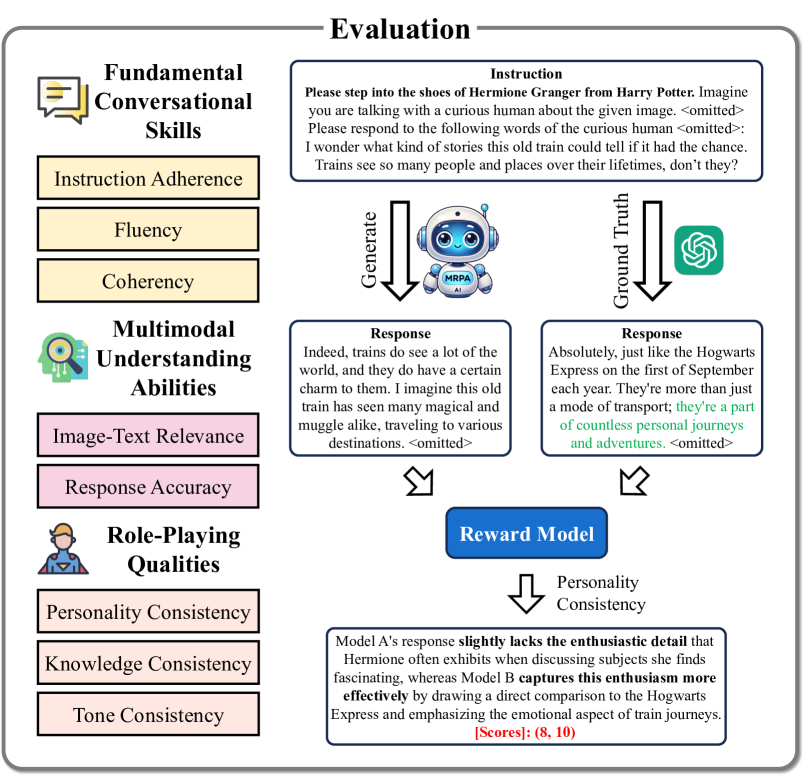 Evaluation
Fundamental
Conversational
Skills
Instruction Adherence
Fluency
Coherency
Multimodal
Understanding
Abilities
Image-Text Relevance
Response Accuracy
Role-Playing
Qualities
Personality Consistency
Knowledge Consistency
Tone Consistency
Instruction
Please step into the shoes of Hermione Granger from Harry Potter. Imagine
you are talking with a curious human about the given image. <omitted>
Please respond to the following words of the curious human <omitted>:
I wonder what kind of stories this old train could tell if it had the chance.
Trains see so many people and places over their lifetimes, don't they?
Generate
MRPA
AI
Ground Truth
Response
Indeed, trains do see a lot of the
world, and they do have a certain
charm to them. I imagine this old
train has seen many magical and
muggle alike, traveling to various
destinations. <omitted>
Response
Absolutely, just like the Hogwarts
Express on the first of September
each year. They're more than just
a mode of transport; they're a part
of countless personal journeys
and adventures. <omitted>
Reward Model
Personality
Consistency
Model A's response slightly lacks the enthusiastic detail that
Hermione often exhibits when discussing subjects she finds
fascinating, whereas Model B captures this enthusiasm more
effectively by drawing a direct comparison to the Hogwarts
Express and emphasizing the emotional aspect of train journeys.
[Scores]: (8, 10)